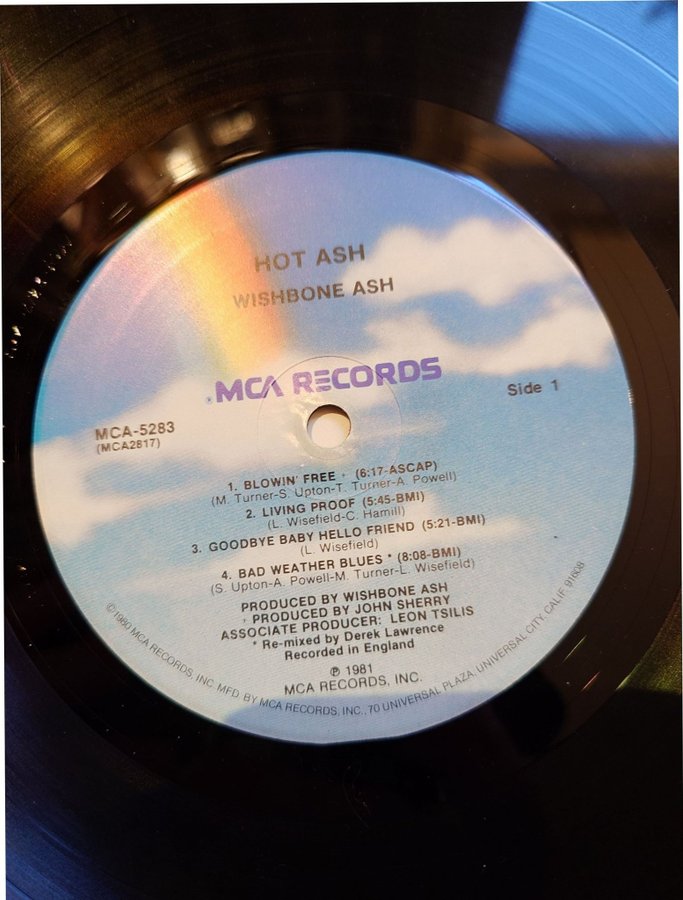 HOT ASH
WISHBONE ASH
MCA RECORDS
Side 1
MCA-5283
(MCA2817)
1. BLOWIN' FREE · (6:17-ASCAP)
(M. Turner-S. Upton-T. Turner-A. Powell)
2. LIVING PROOF (5:45-BMI)
(L. Wisefield-C. Hamill)
3. GOODBYE BABY HELLO FRIEND (5:21-BMI)
(L. Wisefield)
4. BAD WEATHER BLUES * (8:08-BMI)
(S. Upton-A. Powell-M. Turner-L. Wisefield)
PRODUCED BY WISHBONE ASH
· PRODUCED BY JOHN SHERRY
ASSOCIATE PRODUCER: LEON TSILIS
* Re-mixed by Derek Lawrence
Recorded in England
℗ 1981
MCA RECORDS, INC.
© 1980 MCA RECORDS, INC. MFD. BY MCA RECORDS, INC., 70 UNIVERSAL PLAZA, UNIVERSAL CITY, CALIF. 91608